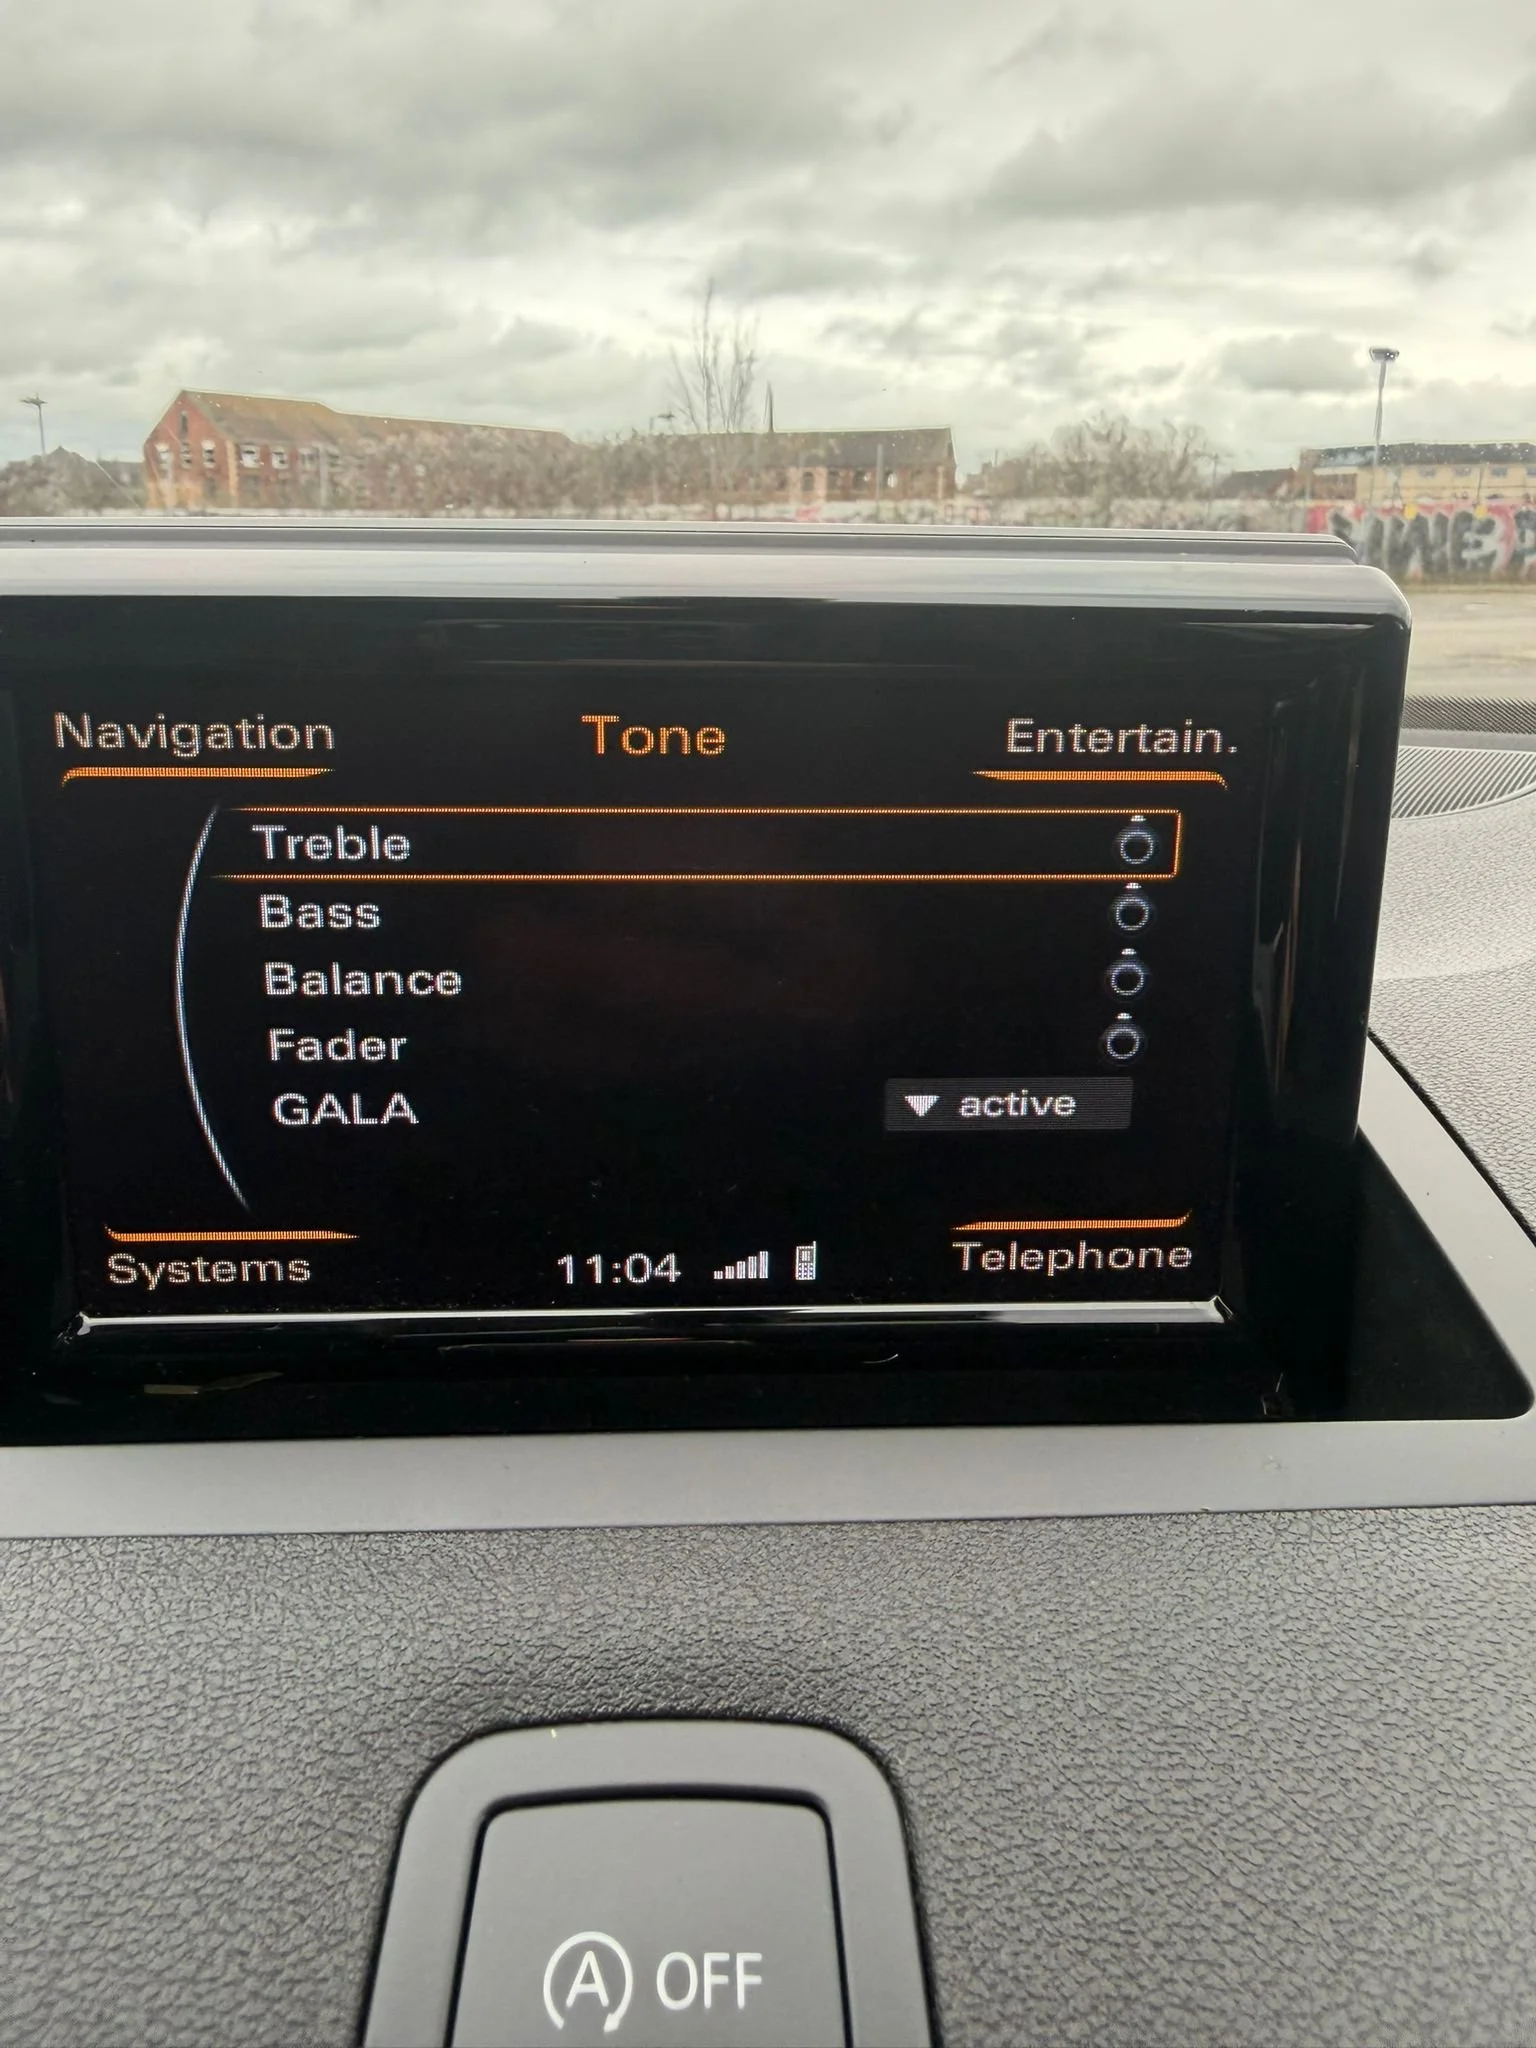 Navigation
Tone
Entertain.
Treble
Bass
Balance
Fader
GALA
active
Systems
11:04
Telephone
A OFF